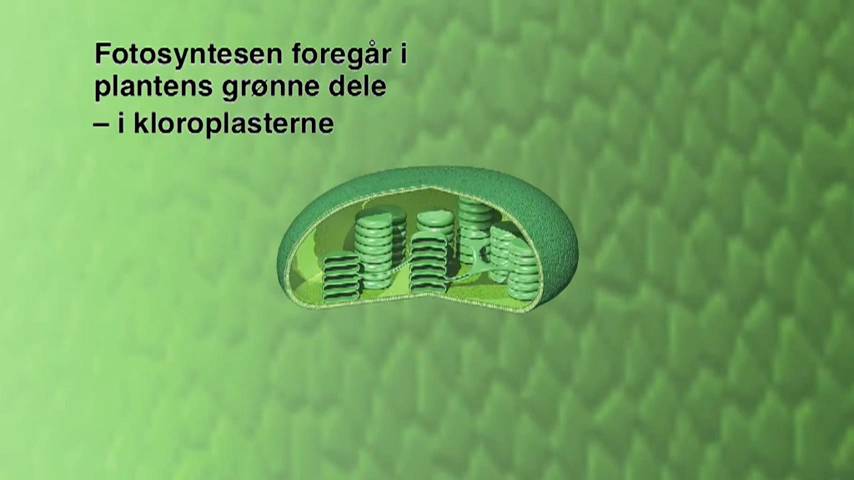 Fotosyntesen foregår i
plantens grønne dele
– i kloroplasterne